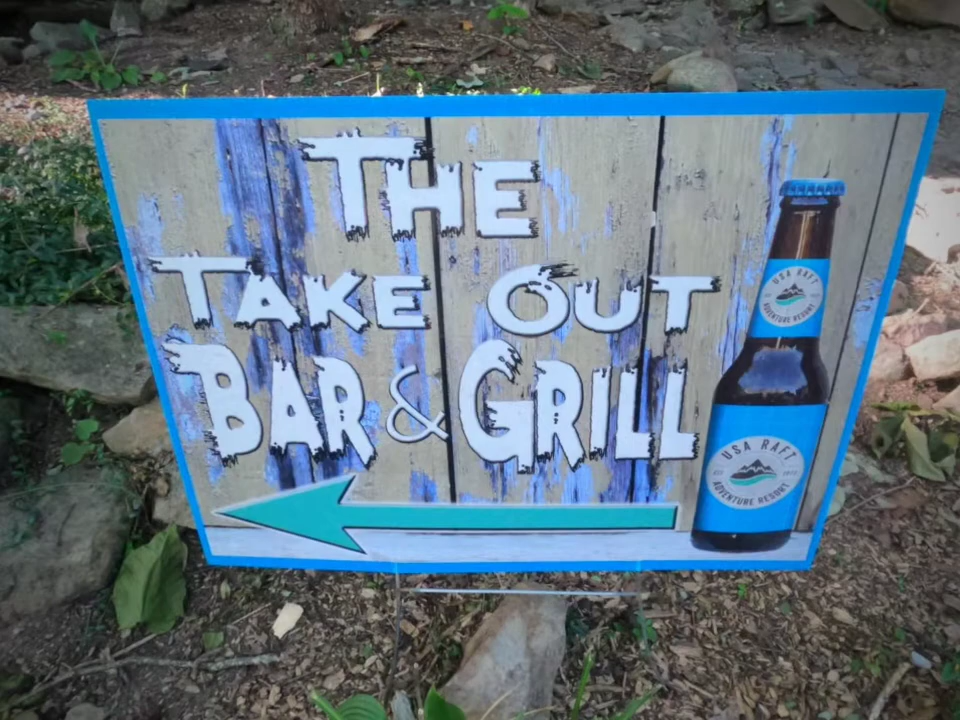 The
Take Out
Bar & Grill
USA RAFT
ADVENTURE RESORT
USA RAFT
ADVENTURE RESORT